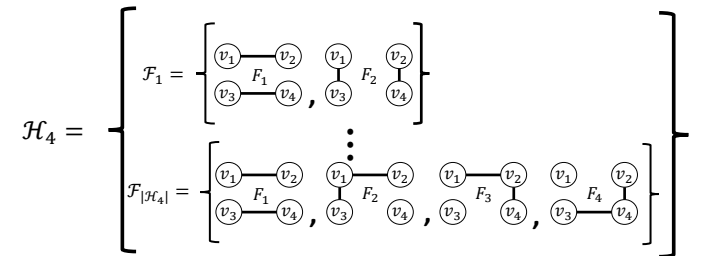 v₁ v₂ v₁ v₂
ℱ₁ = F₁ F₂
v₃ v₄ , v₃ v₄
ℋ₄ =
⋮
v₁ v₂ v₁ v₂ v₁ v₂ v₁ v₂
ℱ_|ℋ₄| = F₁ F₂ F₃ F₄
v₃ v₄ , v₃ v₄ , v₃ v₄ , v₃ v₄